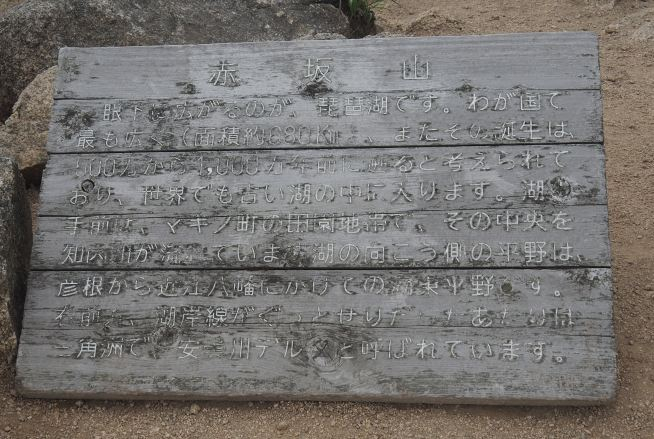 赤坂山
眼下に広がるのが、琵琶湖です。わが国で
最も広く(面積約680k㎡)、またその誕生は、
500万から1,000万年前に遡ると考えられて
おり、世界でも古い湖の中に入ります。湖の
手前は、マキノ町の田園地帯で、その中央を
知内川が流れています。湖の向こう側の平野は、
彦根から近江八幡にかけての湖東平野です。
右前方、湖岸線がぐっとせりだしたあたりは
三角洲で、安曇川デルタと呼ばれています。